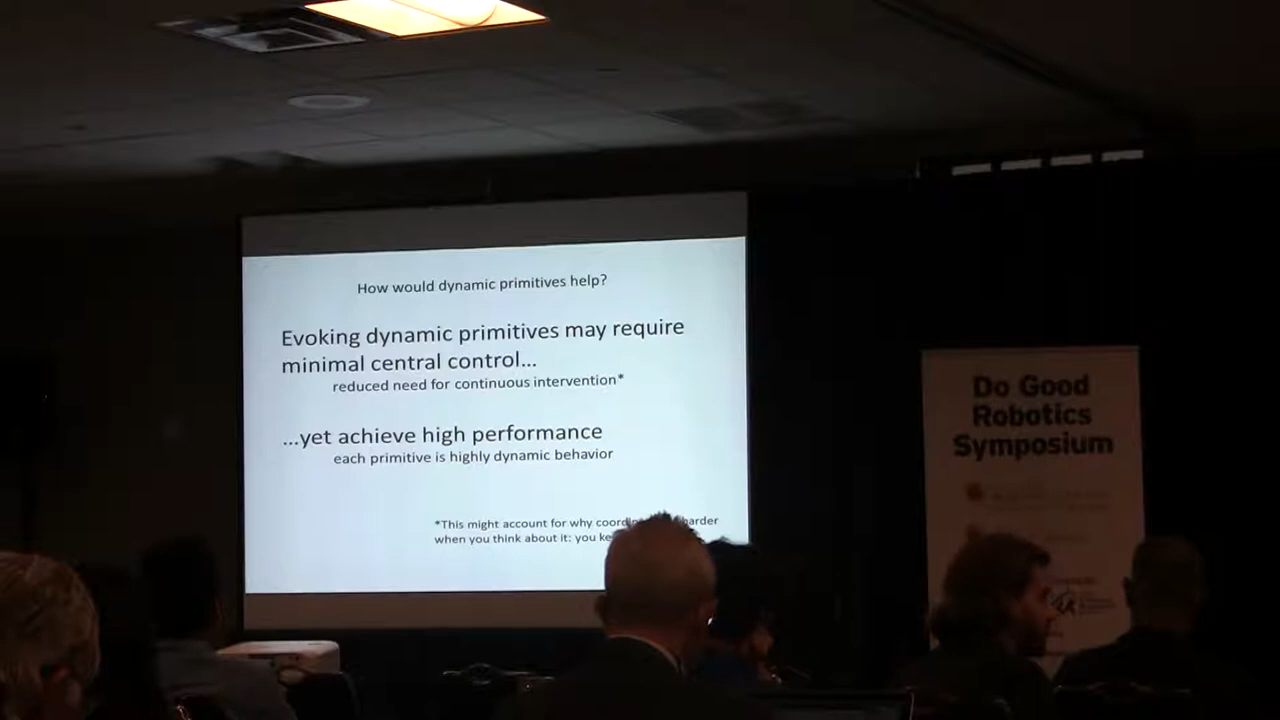 How would dynamic primitives help?
Evoking dynamic primitives may require
minimal central control...
reduced need for continuous intervention*
...yet achieve high performance
each primitive is highly dynamic behavior
*This might account for why harder
when you think about it: you
Do Good
Robotics
Symposium